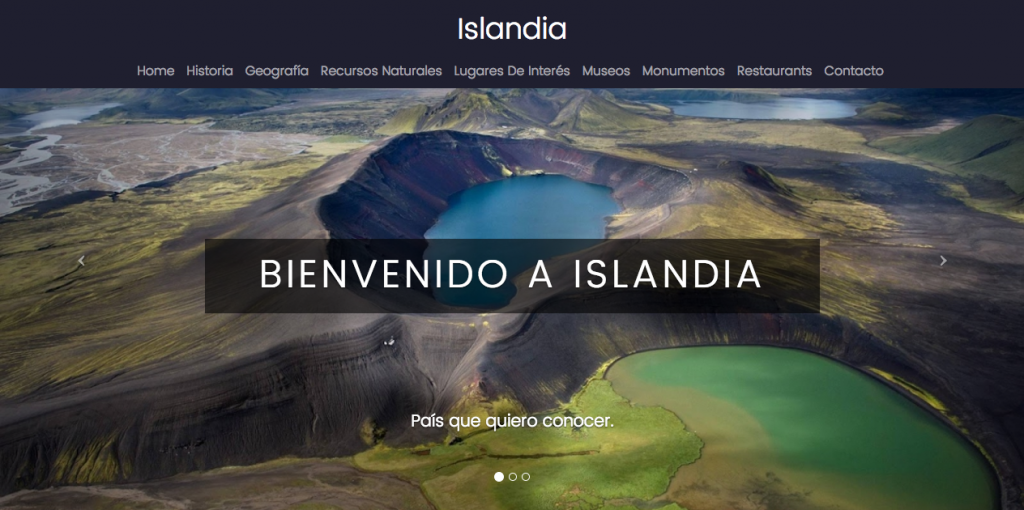 Islandia
Home Historia Geografía Recursos Naturales Lugares De Interés Museos Monumentos Restaurants Contacto
BIENVENIDO A ISLANDIA
País que quiero conocer.